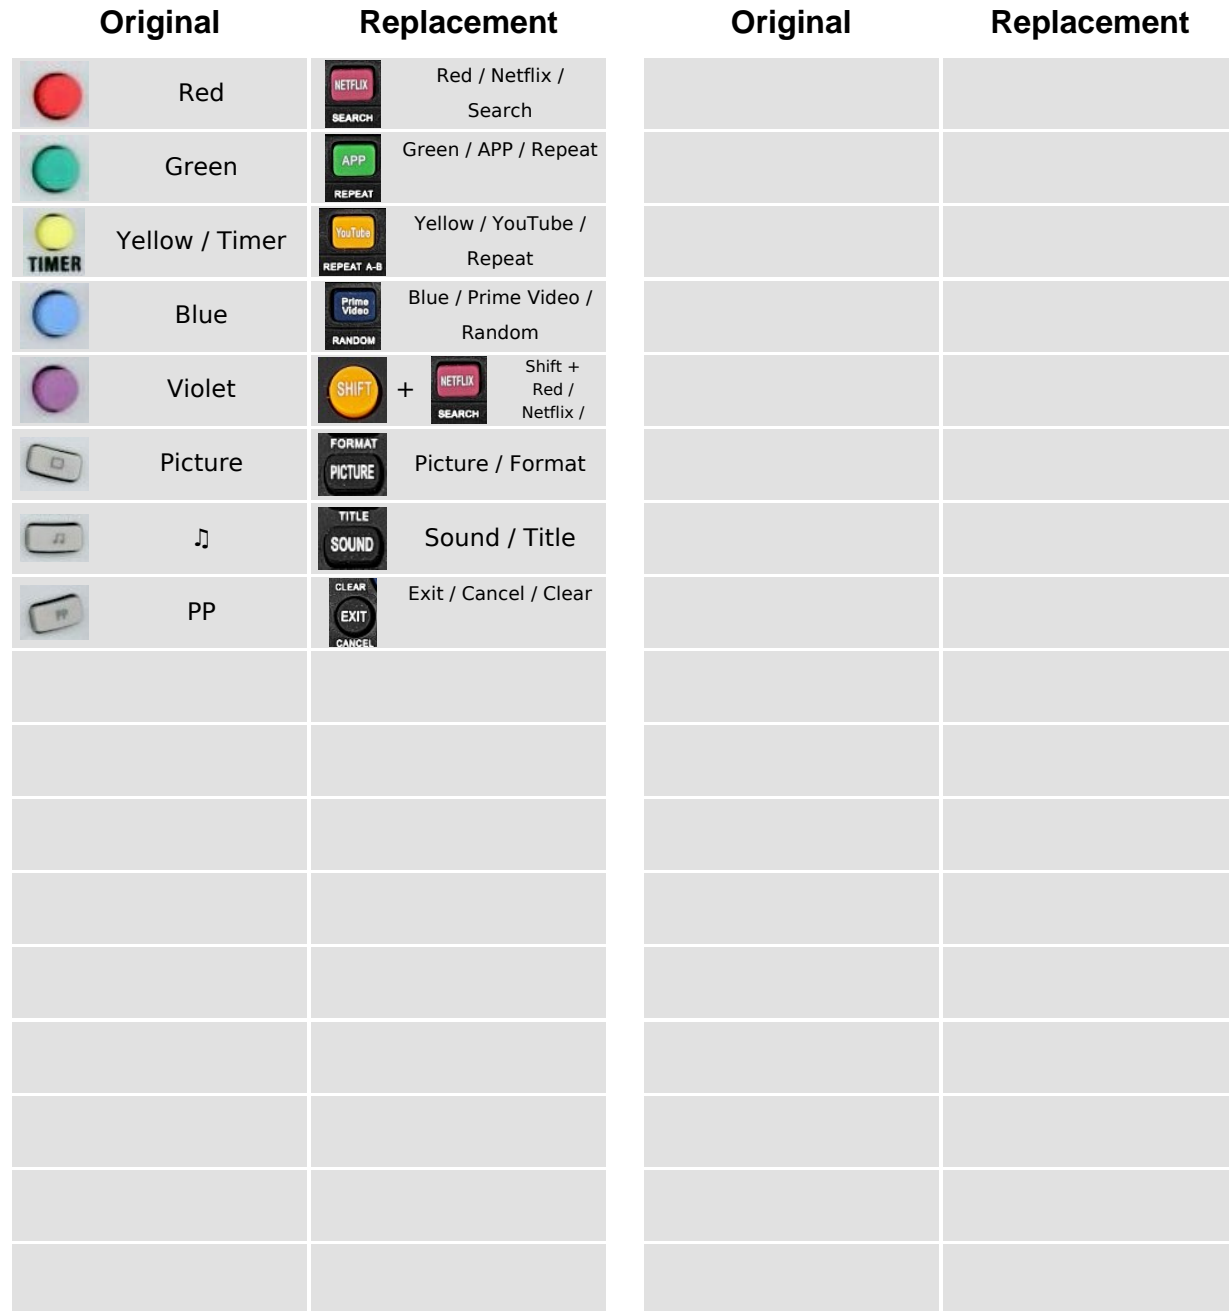 Original Replacement Original Replacement
Red NETFLIX SEARCH Red / Netflix /
Search
Green APP REPEAT Green / APP / Repeat
TIMER Yellow / Timer YouTube REPEAT A-B Yellow / YouTube /
Repeat
Blue Prime Video RANDOM Blue / Prime Video /
Random
Violet SHIFT + NETFLIX SEARCH Shift +
Red /
Netflix /
Picture FORMAT PICTURE Picture / Format
♫ TITLE SOUND Sound / Title
PP PP CLEAR EXIT CANCEL Exit / Cancel / Clear